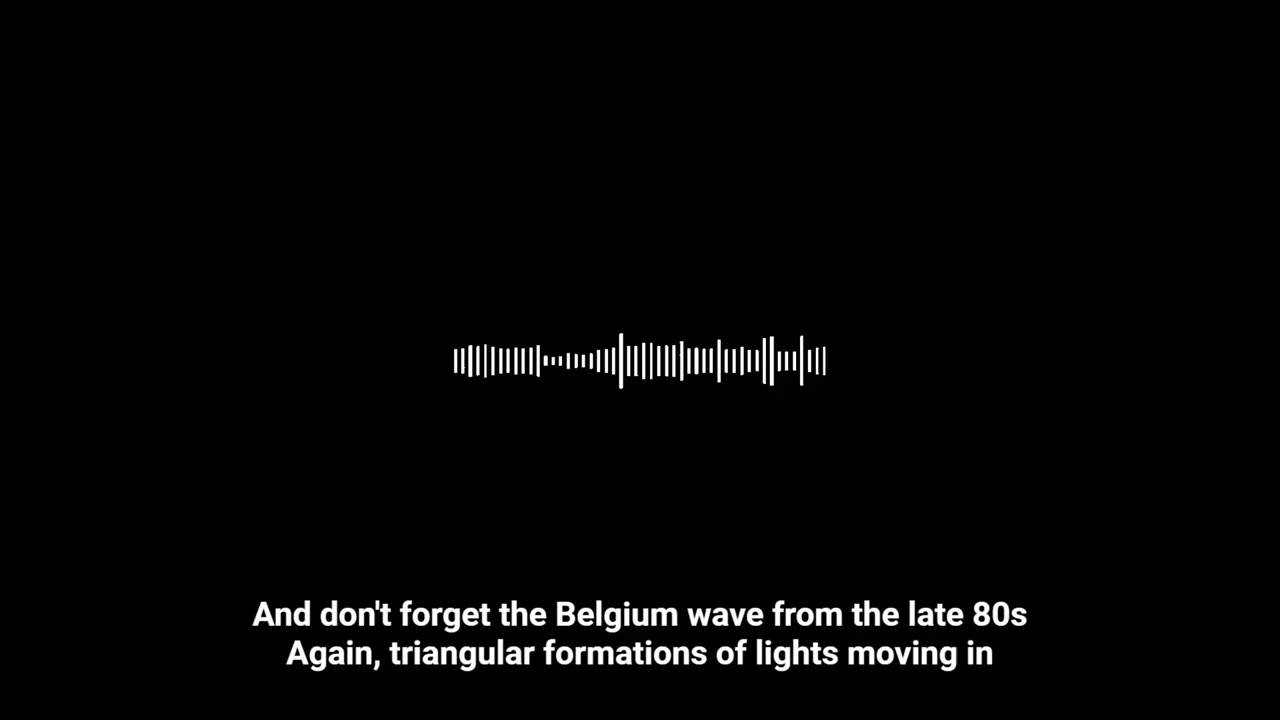 And don't forget the Belgium wave from the late 80s
Again, triangular formations of lights moving in